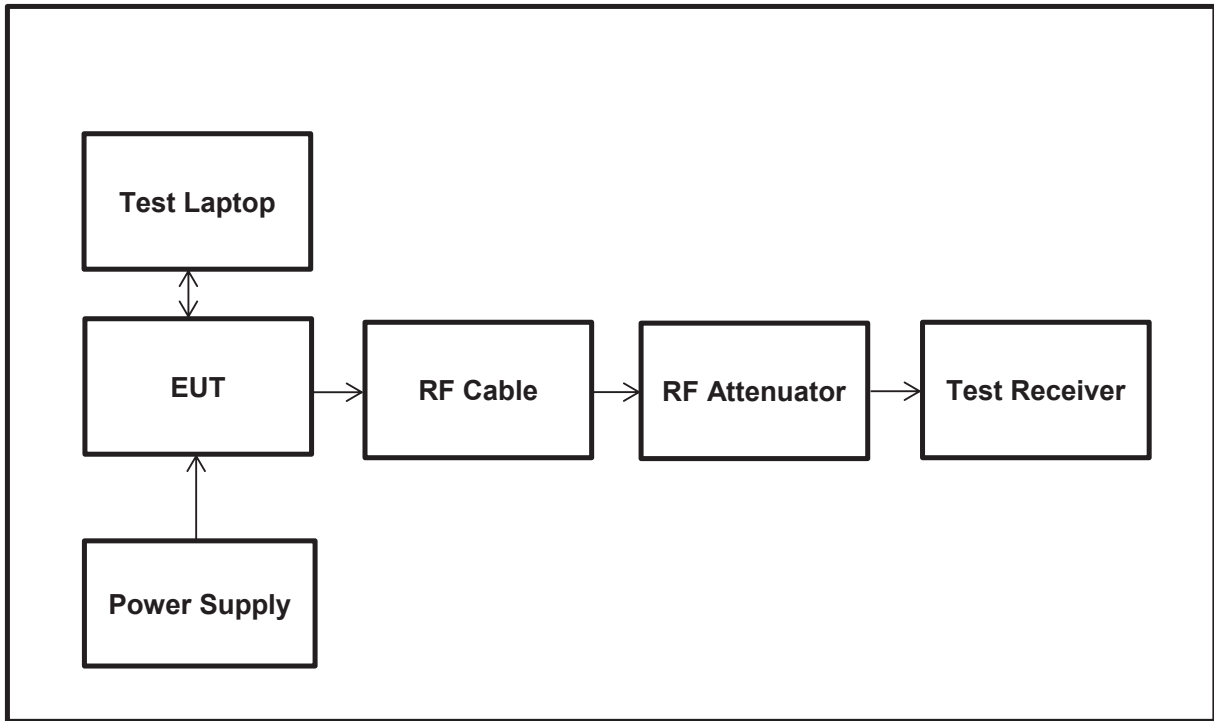 Test Laptop
EUT
RF Cable
RF Attenuator
Test Receiver
Power Supply